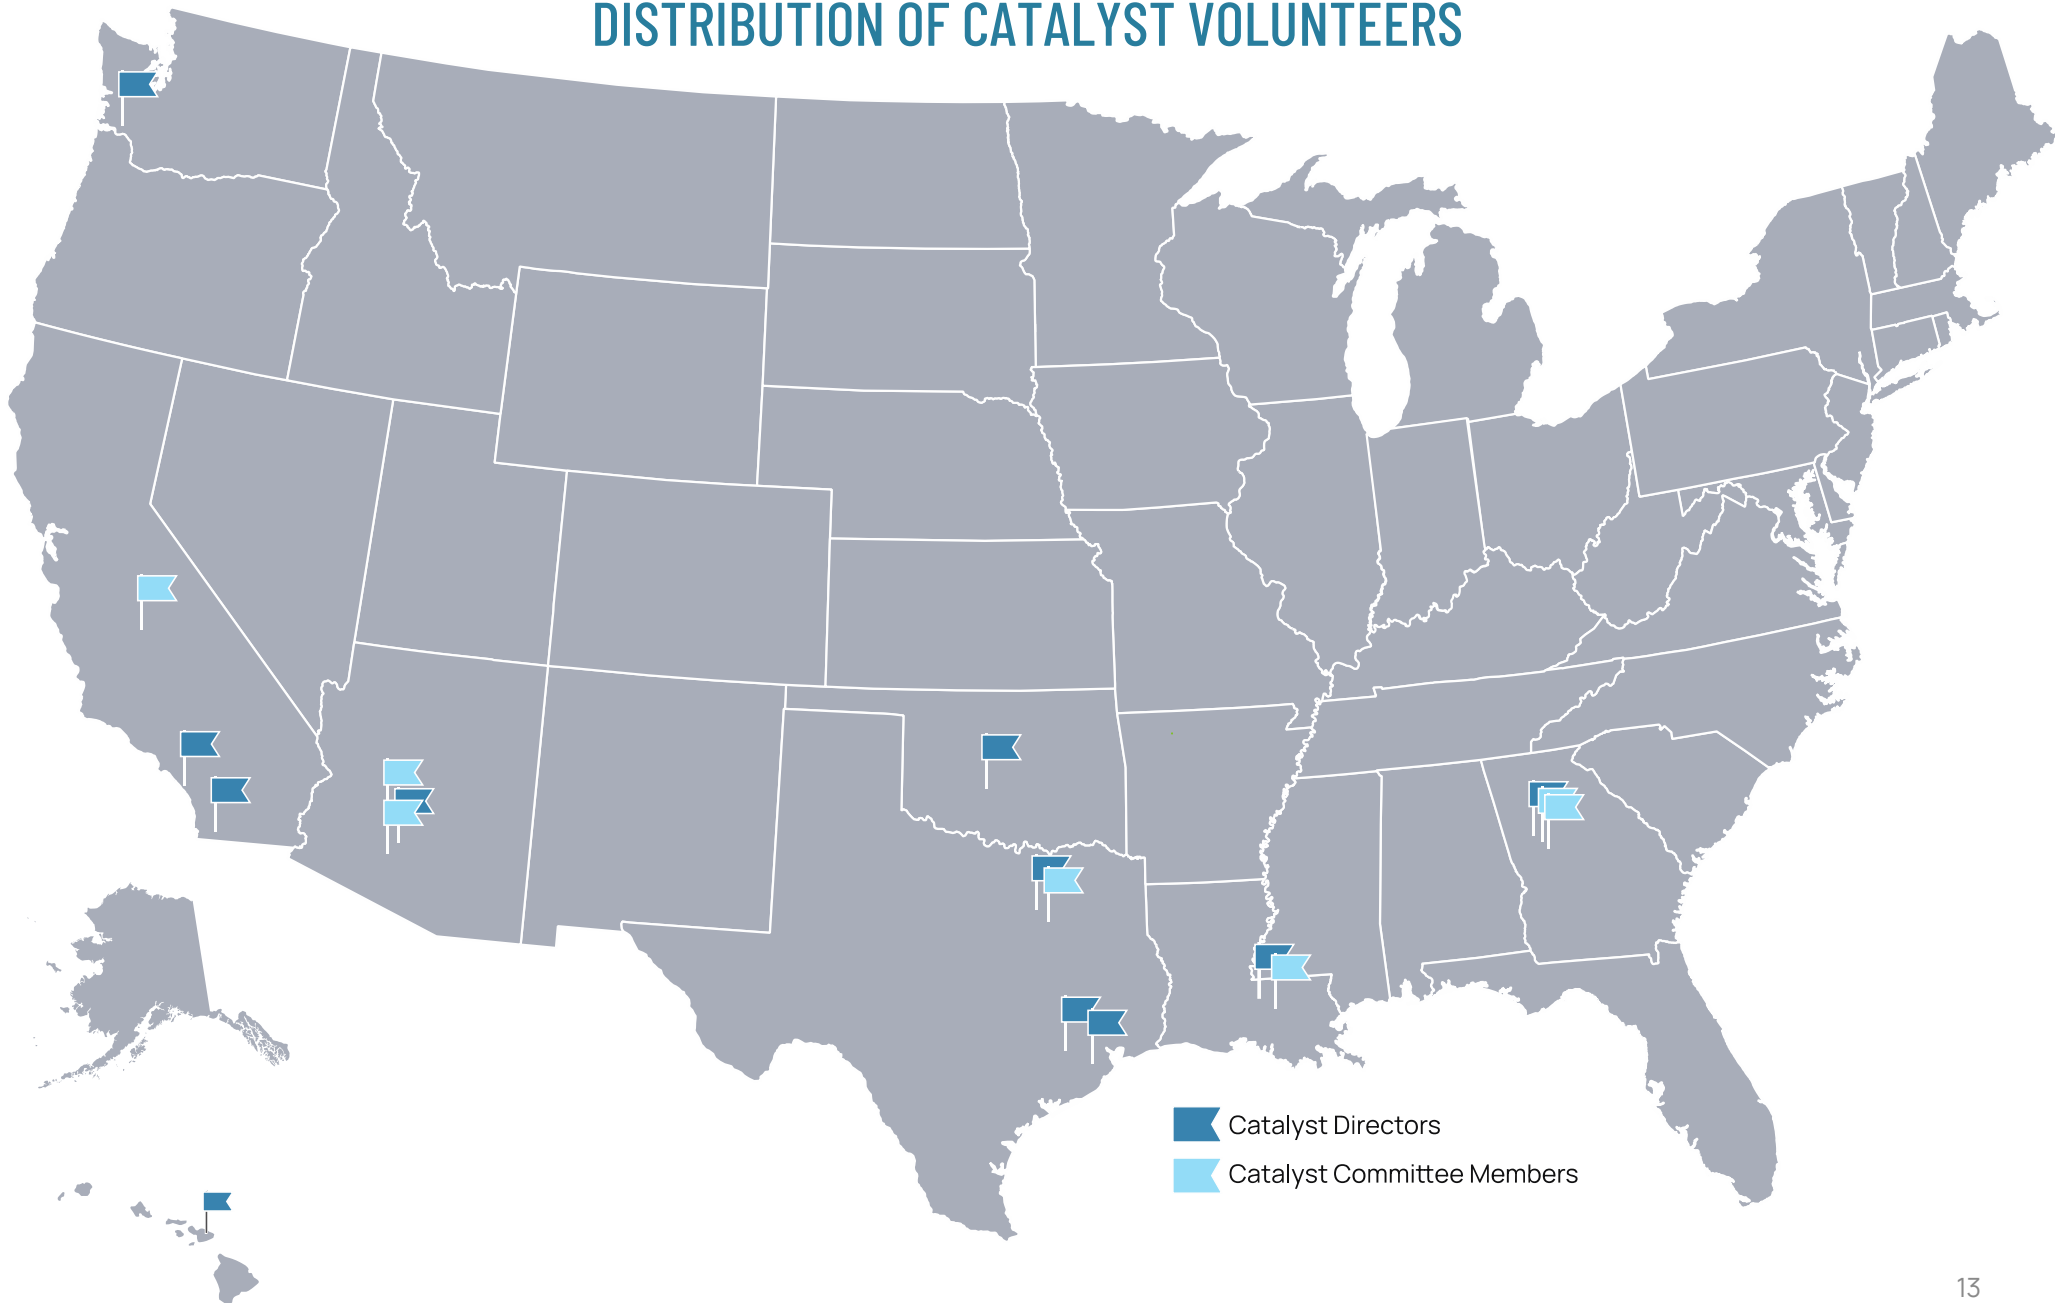 DISTRIBUTION OF CATALYST VOLUNTEERS
Catalyst Directors
Catalyst Committee Members
13